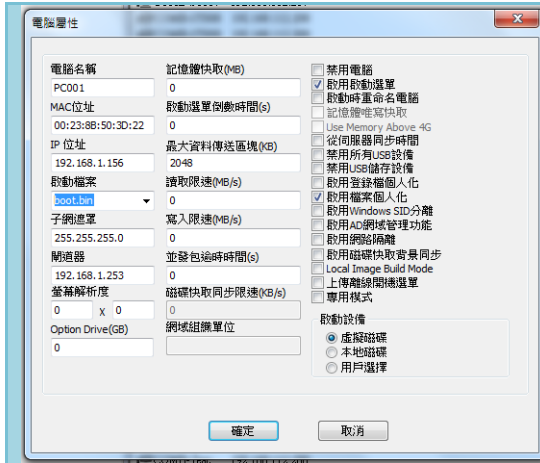 電腦屬性
電腦名稱
PC001
MAC位址
00:23:8B:50:3D:22
IP 位址
192.168.1.156
啟動檔案
boot.bin
子網遮罩
255.255.255.0
閘道器
192.168.1.253
螢幕解析度
0 x 0
Option Drive(GB)
0
記憶體快取(MB)
0
啟動選單倒數時間(s)
0
最大資料傳送區塊(KB)
2048
讀取限速(MB/s)
0
寫入限速(MB/s)
0
並發包逾時時間(s)
0
磁碟快取同步限速(KB/s)
0
網域組織單位
禁用電腦
啟用啟動選單
啟動時重命名電腦
記憶體唯寫快取
Use Memory Above 4G
從伺服器同步時間
禁用所有USB設備
禁用USB儲存設備
啟用登錄檔個人化
啟用檔案個人化
啟用Windows SID分離
啟用AD網域管理功能
啟用網路隔離
啟用磁碟快取背景同步
Local Image Build Mode
上傳離線開機選單
專用模式
啟動設備
虛擬磁碟
本地磁碟
用戶選擇
確定
取消